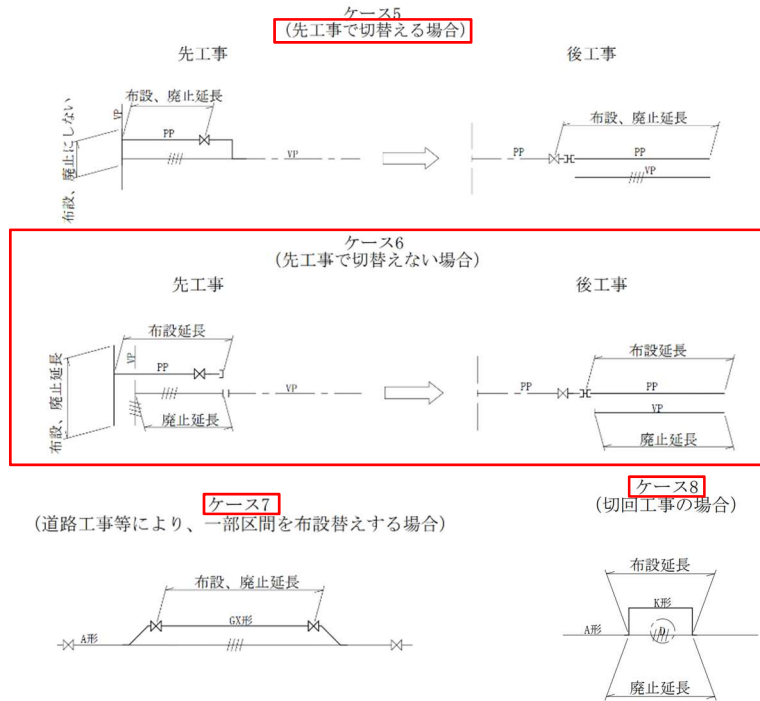 ケース5
(先工事で切替える場合)
先工事
後工事
布設、廃止延長
VP
PP
VP
布設、廃止にしない
布設、廃止延長
PP
PP
VP
ケース6
(先工事で切替えない場合)
先工事
後工事
布設延長
VP
PP
VP
廃止延長
布設、廃止延長
布設延長
PP
PP
VP
廃止延長
ケース7
(道路工事等により、一部区間を布設替えする場合)
布設、廃止延長
GX形
A形
ケース8
(切回工事の場合)
布設延長
K形
A形
D
廃止延長